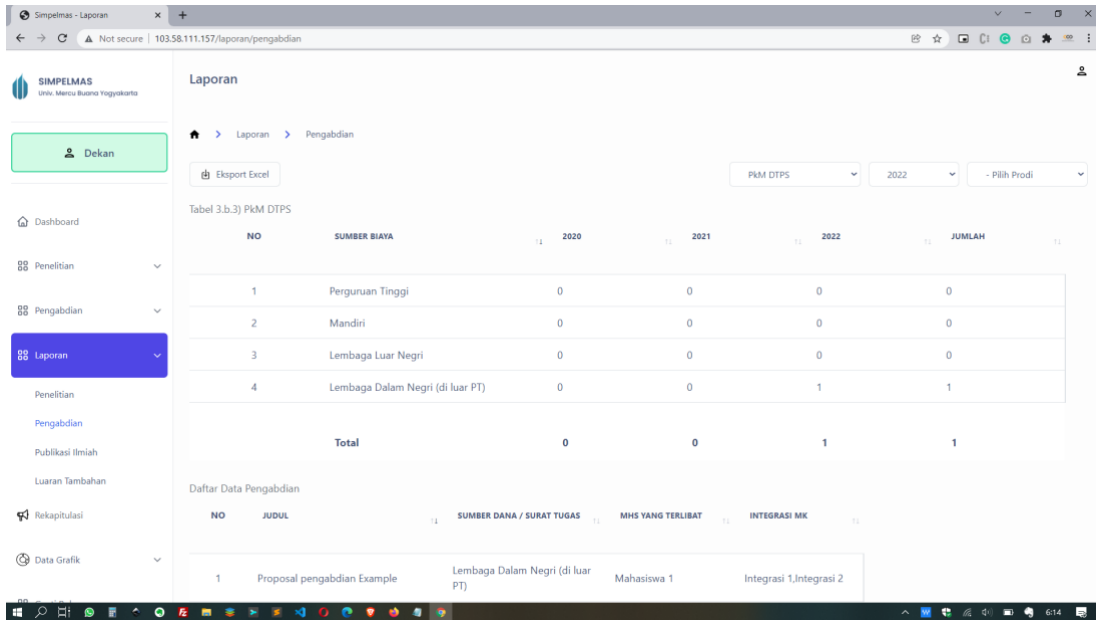 Simpelmas - Laporan
Not secure | 103.58.111.157/laporan/pengabdian
SIMPELMAS
Univ. Mercu Buana Yogyakarta
Laporan
Dekan
Laporan > Pengabdian
Eksport Excel
PkM DTPS
2022
- Pilih Prodi
Dashboard
Penelitian
Pengabdian
Laporan
Penelitian
Pengabdian
Publikasi Ilmiah
Luaran Tambahan
Rekapitulasi
Data Grafik
Tabel 3.b.3) PkM DTPS
NO SUMBER BIAYA 2020 2021 2022 JUMLAH
1 Perguruan Tinggi 0 0 0 0
2 Mandiri 0 0 0 0
3 Lembaga Luar Negri 0 0 0 0
4 Lembaga Dalam Negri (di luar PT) 0 0 1 1
Total 0 0 1 1
Daftar Data Pengabdian
NO JUDUL SUMBER DANA / SURAT TUGAS MHS YANG TERLIBAT INTEGRASI MK
1 Proposal pengabdian Example Lembaga Dalam Negri (di luar PT) Mahasiswa 1 Integrasi 1,Integrasi 2
6:14